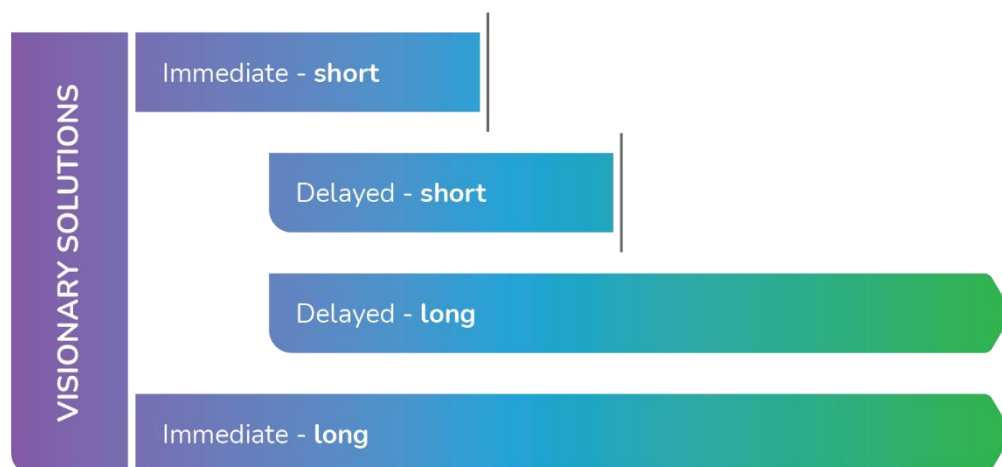 VISIONARY SOLUTIONS
Immediate - short
Delayed - short
Delayed - long
Immediate - long